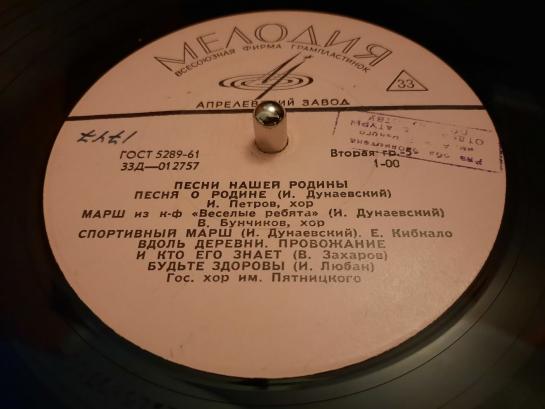 МЕЛОДИЯ
ВСЕСОЮЗНАЯ ФИРМА ГРАМПЛАСТИНОК
33
АПРЕЛЕВСКИЙ ЗАВОД
1747
ГОСТ 5289-61
33Д—012757
Вторая гр.
1-00
ПЕСНИ НАШЕЙ РОДИНЫ
ПЕСНЯ О РОДИНЕ (И. Дунаевский)
И. Петров, хор
МАРШ из к-ф «Веселые ребята» (И. Дунаевский)
В. Бунчиков, хор
СПОРТИВНЫЙ МАРШ (И. Дунаевский). Е. Кибкало
ВДОЛЬ ДЕРЕВНИ. ПРОВОЖАНИЕ
И КТО ЕГО ЗНАЕТ (В. Захаров)
БУДЬТЕ ЗДОРОВЫ (И. Любан)
Гос. хор им. Пятницкого